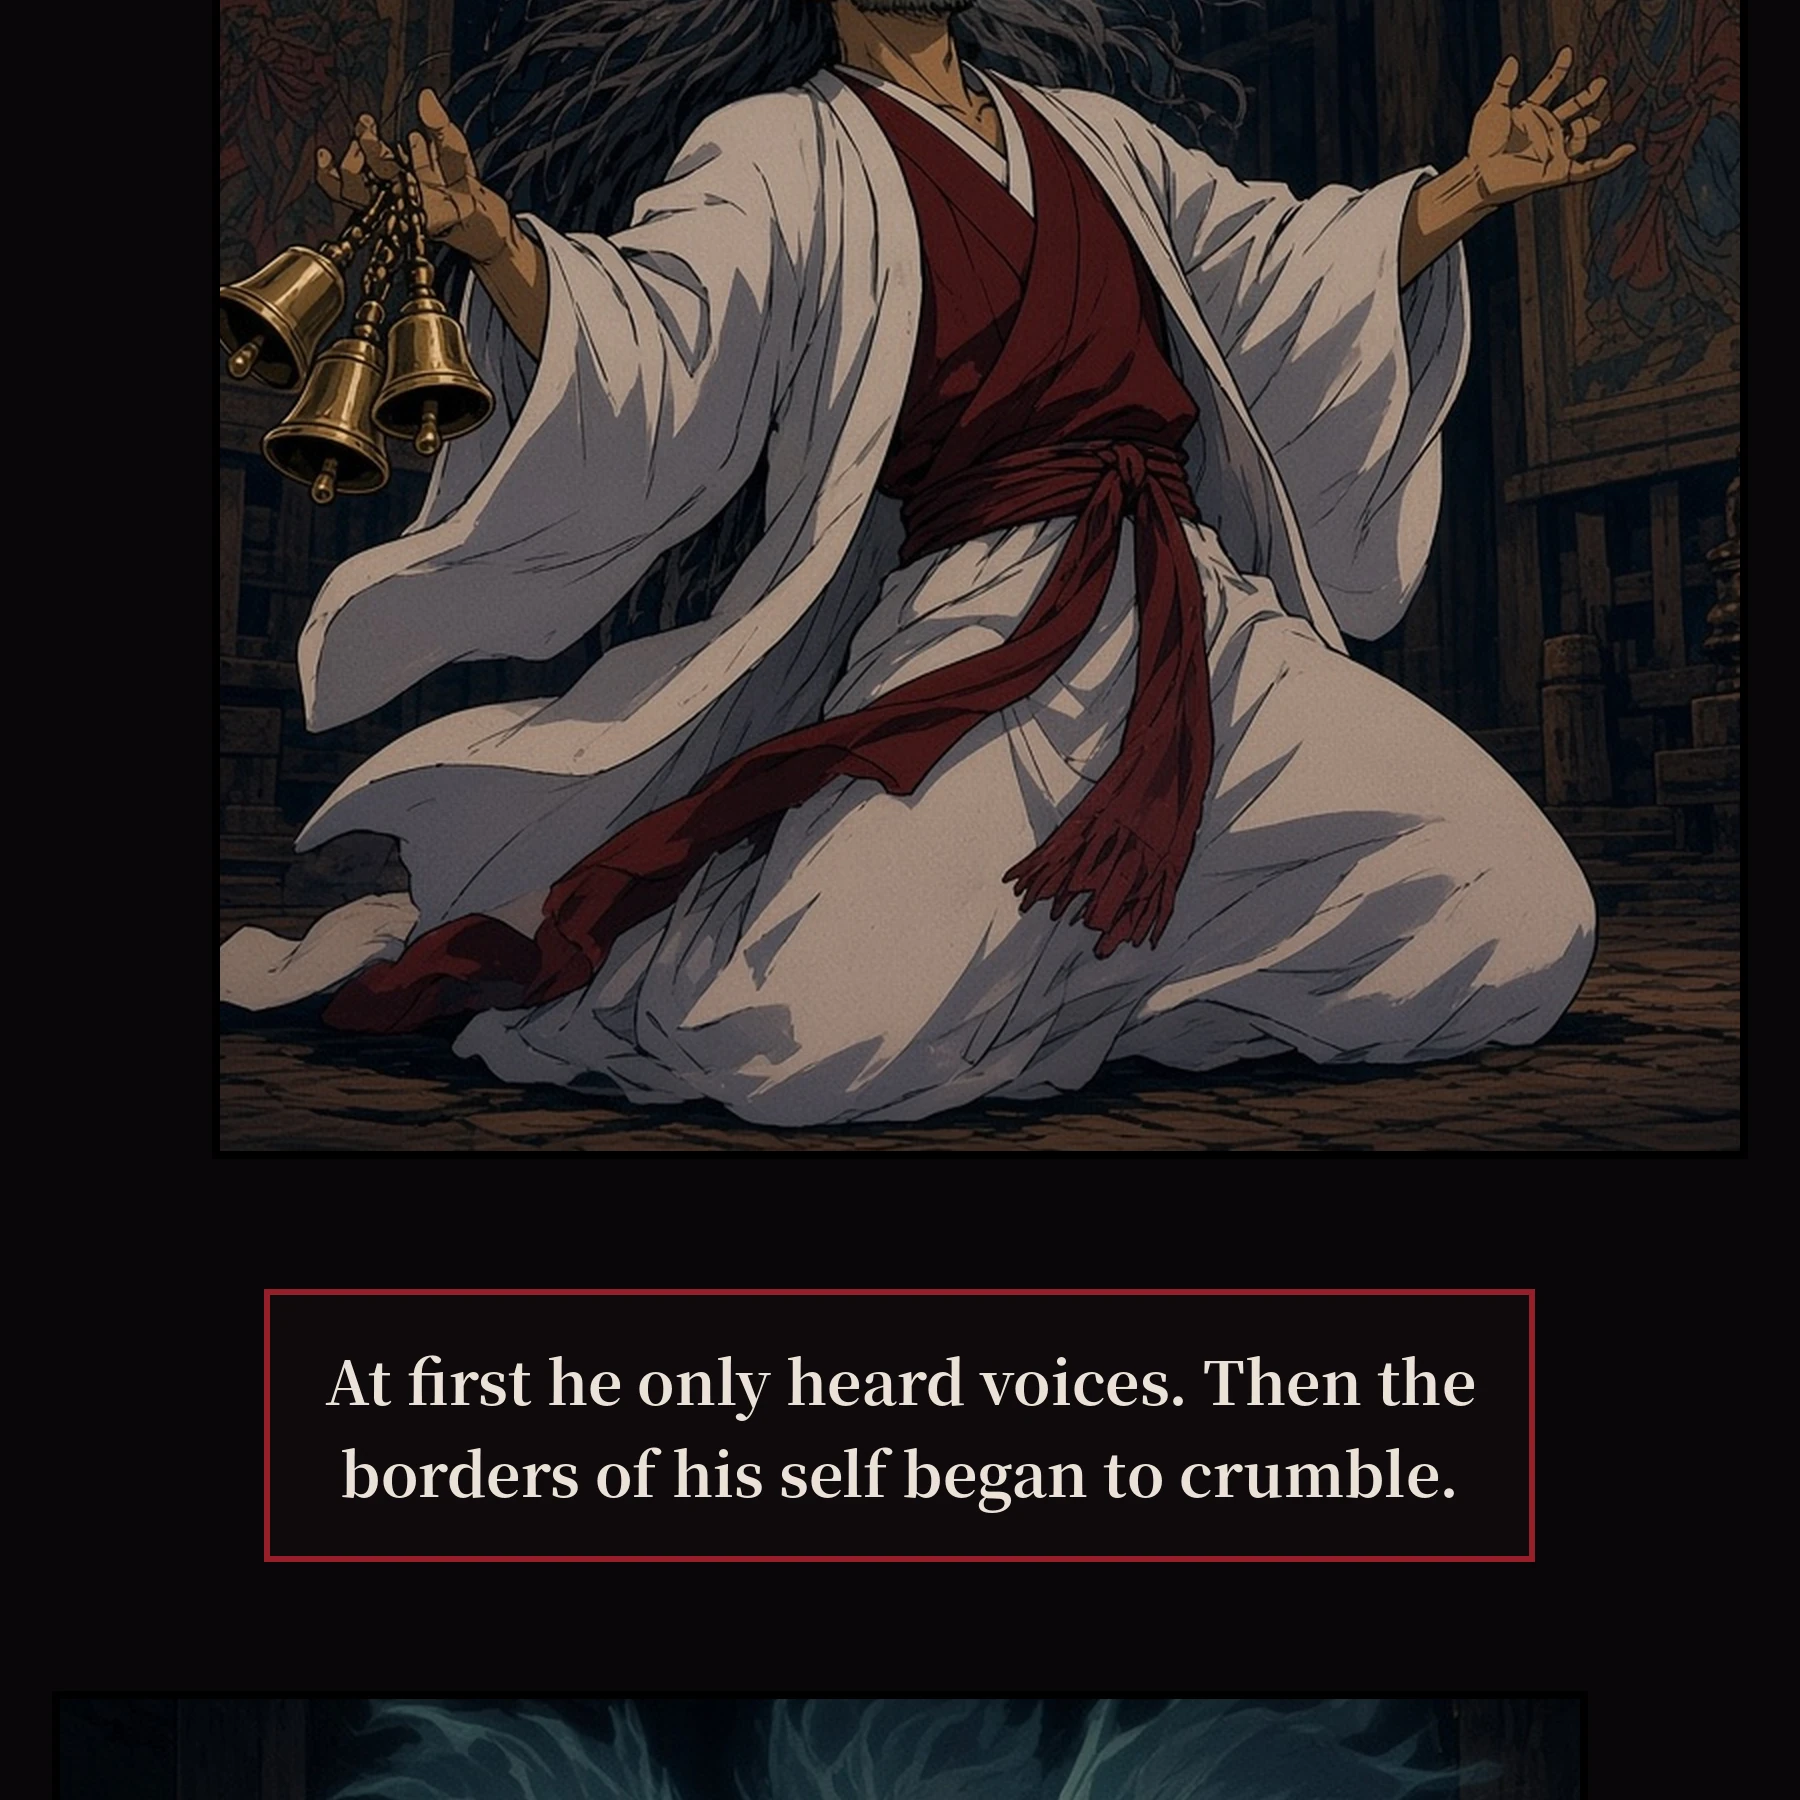 At first he only heard voices. Then the
borders of his self began to crumble.